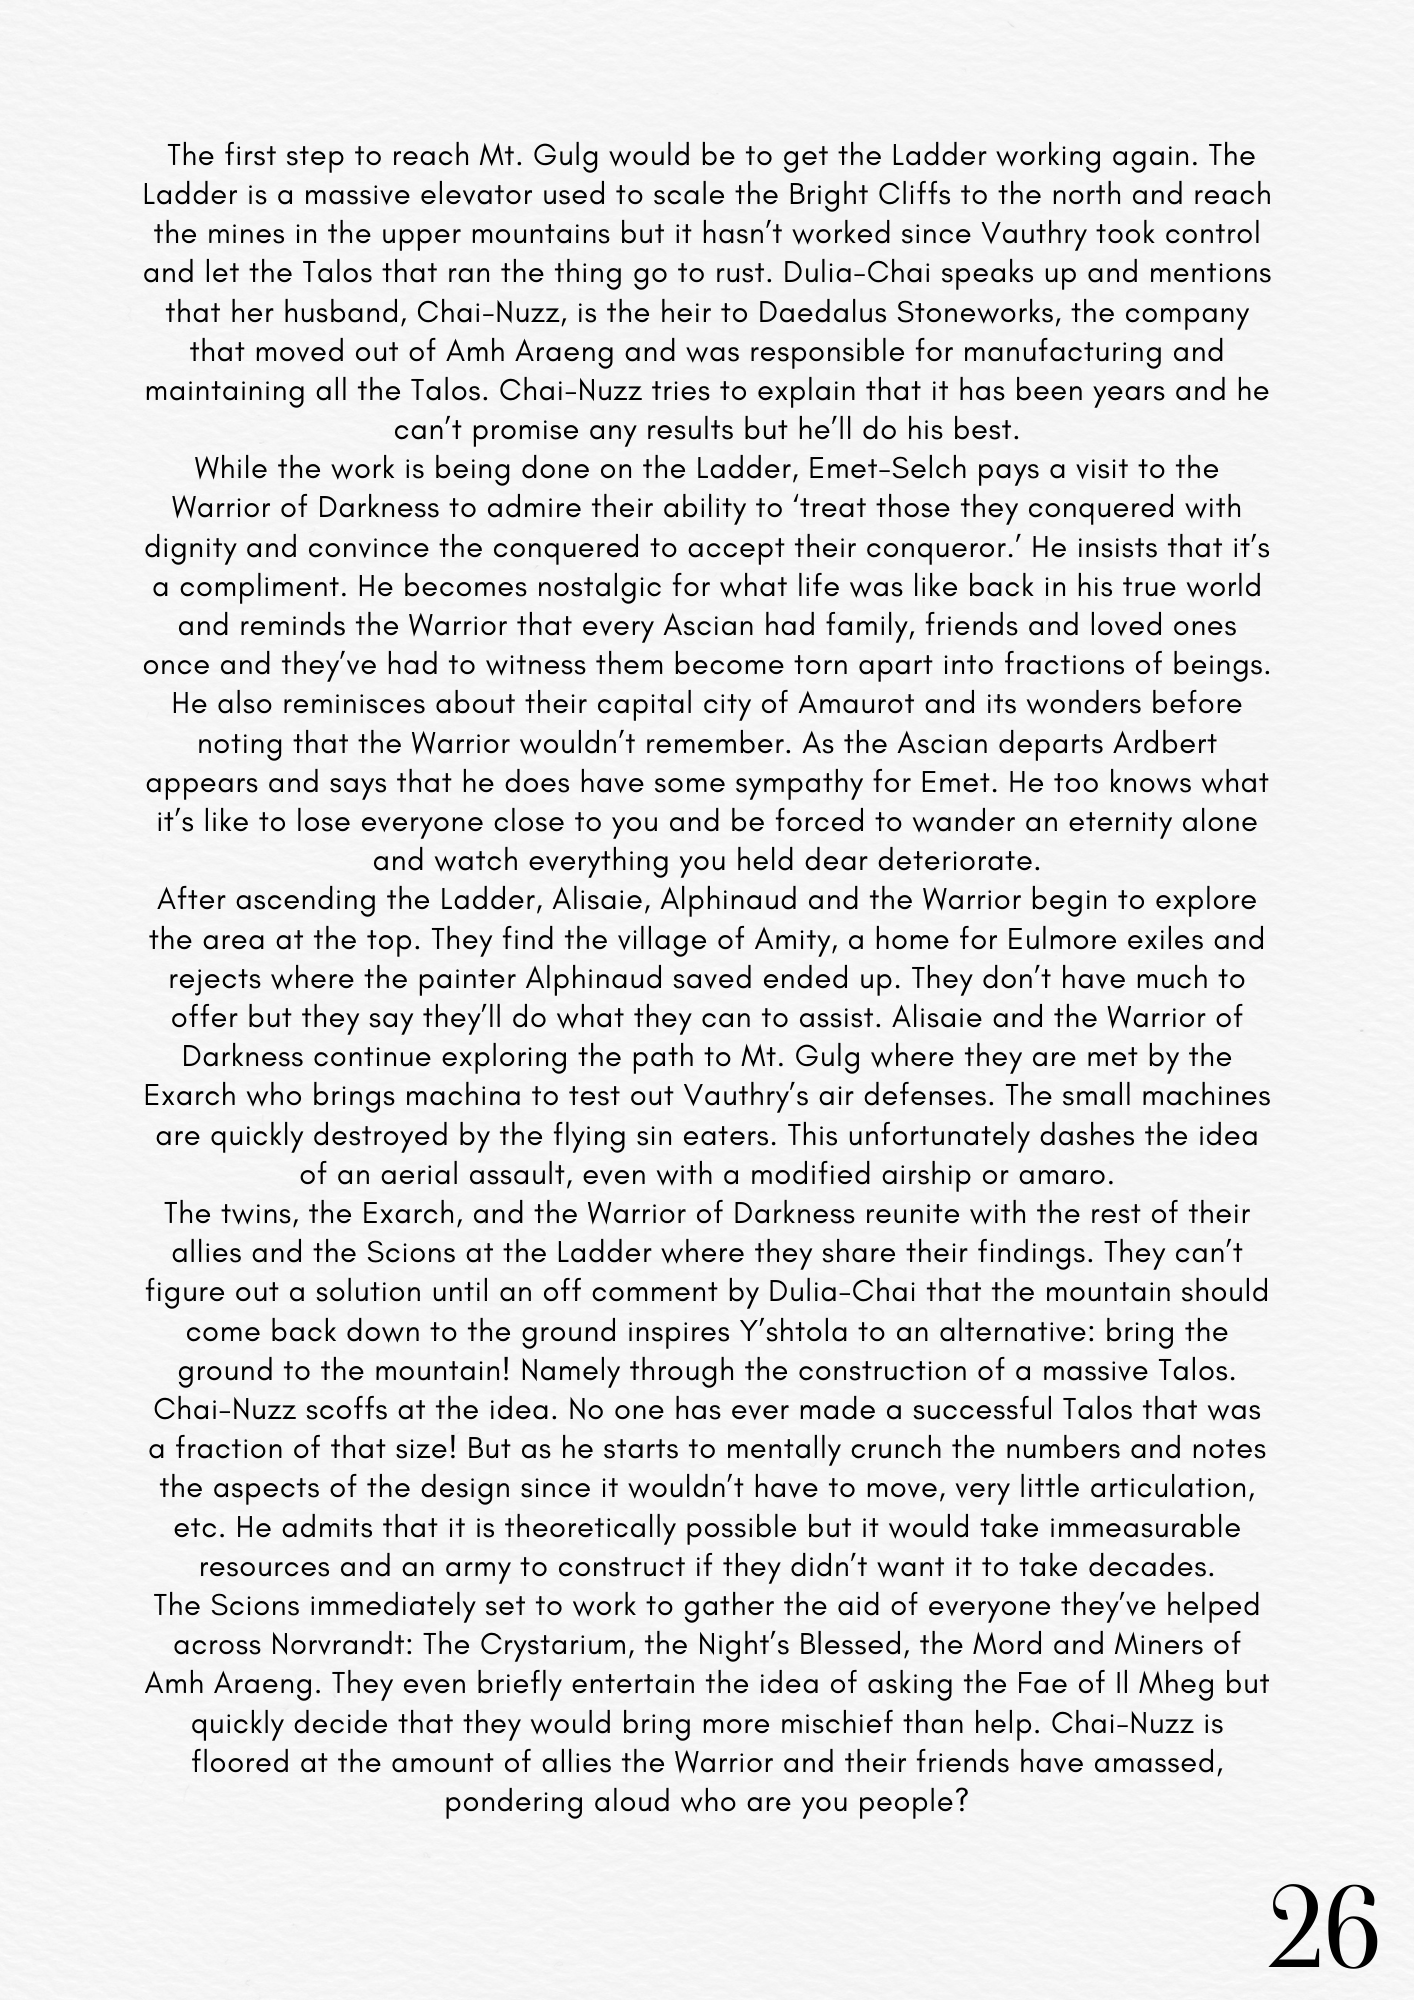 The first step to reach Mt. Gulg would be to get the Ladder working again. The
Ladder is a massive elevator used to scale the Bright Cliffs to the north and reach
the mines in the upper mountains but it hasn’t worked since Vauthry took control
and let the Talos that ran the thing go to rust. Dulia-Chai speaks up and mentions
that her husband, Chai-Nuzz, is the heir to Daedalus Stoneworks, the company
that moved out of Amh Araeng and was responsible for manufacturing and
maintaining all the Talos. Chai-Nuzz tries to explain that it has been years and he
can’t promise any results but he’ll do his best.
While the work is being done on the Ladder, Emet-Selch pays a visit to the
Warrior of Darkness to admire their ability to ‘treat those they conquered with
dignity and convince the conquered to accept their conqueror.’ He insists that it’s
a compliment. He becomes nostalgic for what life was like back in his true world
and reminds the Warrior that every Ascian had family, friends and loved ones
once and they’ve had to witness them become torn apart into fractions of beings.
He also reminisces about their capital city of Amaurot and its wonders before
noting that the Warrior wouldn’t remember. As the Ascian departs Ardbert
appears and says that he does have some sympathy for Emet. He too knows what
it’s like to lose everyone close to you and be forced to wander an eternity alone
and watch everything you held dear deteriorate.
After ascending the Ladder, Alisaie, Alphinaud and the Warrior begin to explore
the area at the top. They find the village of Amity, a home for Eulmore exiles and
rejects where the painter Alphinaud saved ended up. They don’t have much to
offer but they say they’ll do what they can to assist. Alisaie and the Warrior of
Darkness continue exploring the path to Mt. Gulg where they are met by the
Exarch who brings machina to test out Vauthry’s air defenses. The small machines
are quickly destroyed by the flying sin eaters. This unfortunately dashes the idea
of an aerial assault, even with a modified airship or amaro.
The twins, the Exarch, and the Warrior of Darkness reunite with the rest of their
allies and the Scions at the Ladder where they share their findings. They can’t
figure out a solution until an off comment by Dulia-Chai that the mountain should
come back down to the ground inspires Y’shtola to an alternative: bring the
ground to the mountain! Namely through the construction of a massive Talos.
Chai-Nuzz scoffs at the idea. No one has ever made a successful Talos that was
a fraction of that size! But as he starts to mentally crunch the numbers and notes
the aspects of the design since it wouldn’t have to move, very little articulation,
etc. He admits that it is theoretically possible but it would take immeasurable
resources and an army to construct if they didn’t want it to take decades.
The Scions immediately set to work to gather the aid of everyone they’ve helped
across Norvrandt: The Crystarium, the Night’s Blessed, the Mord and Miners of
Amh Araeng. They even briefly entertain the idea of asking the Fae of Il Mheg but
quickly decide that they would bring more mischief than help. Chai-Nuzz is
floored at the amount of allies the Warrior and their friends have amassed,
pondering aloud who are you people?
26